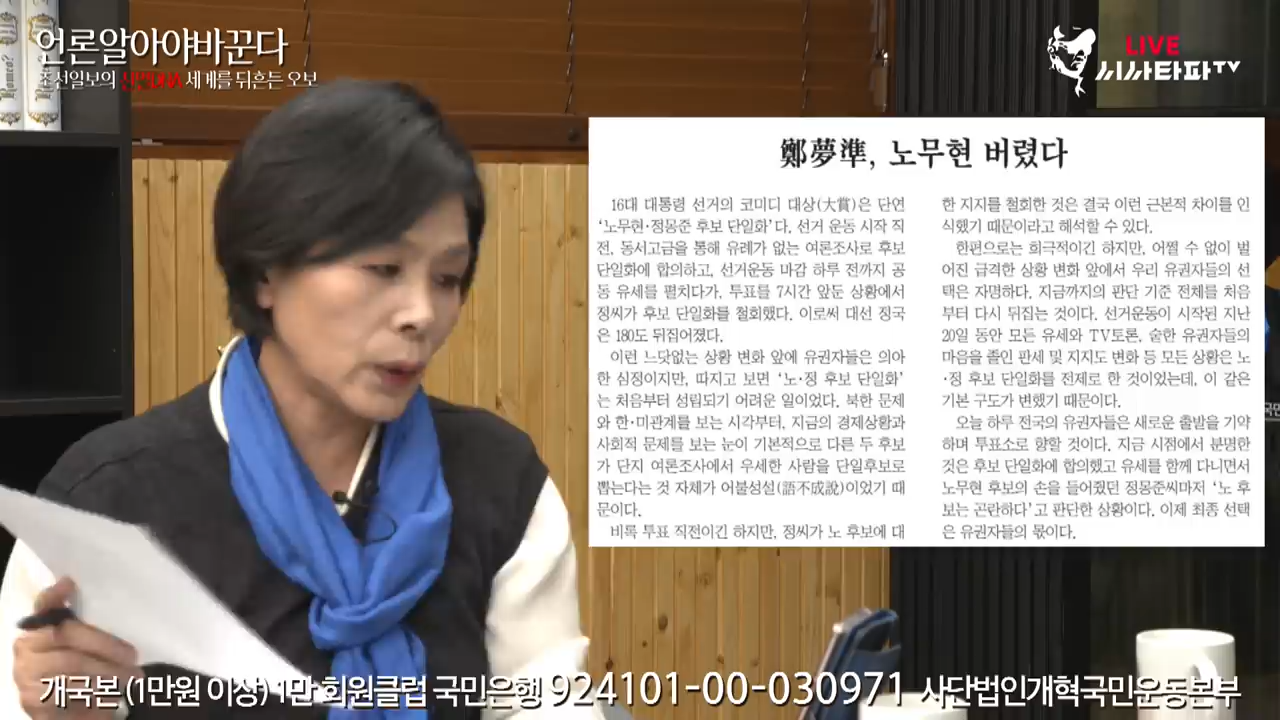 언론알아야바꾼다
조선일보의 신변DNA 세계를 뒤흔든 오보
LIVE
씨싸타파TV
Romeo?
鄭夢準, 노무현 버렸다
16대 대통령 선거의 코미디 대상(大賞)은 단연
‘노무현·정몽준 후보 단일화’다. 선거 운동 시작 직
전, 동서고금을 통해 유례가 없는 여론조사로 후보
단일화에 합의하고, 선거운동 마감 하루 전까지 공
동 유세를 펼치다가, 투표를 7시간 앞둔 상황에서
정씨가 후보 단일화를 철회했다. 이로써 대선 정국
은 180도 뒤집어졌다.
이런 느닷없는 상황 변화 앞에 유권자들은 의아
한 심정이지만, 따지고 보면 ‘노·정 후보 단일화’
는 처음부터 성립되기 어려운 일이었다. 북한 문제
와 한·미관계를 보는 시각부터, 지금의 경제상황과
사회적 문제를 보는 눈이 기본적으로 다른 두 후보
가 단지 여론조사에서 우세한 사람을 단일후보로
뽑는다는 것 자체가 어불성설(語不成說)이었기 때
문이다.
비록 투표 직전이긴 하지만, 정씨가 노 후보에 대
한 지지를 철회한 것은 결국 이런 근본적 차이를 인
식했기 때문이라고 해석할 수 있다.
한편으로는 희극적이긴 하지만, 어쩔 수 없이 벌
어진 급격한 상황 변화 앞에서 우리 유권자들의 선
택은 자명하다. 지금까지의 판단 기준 전체를 처음
부터 다시 뒤집는 것이다. 선거운동이 시작된 지난
20일 동안 모든 유세와 TV토론, 숱한 유권자들의
마음을 졸인 판세 및 지지도 변화 등 모든 상황은 노
·정 후보 단일화를 전제로 한 것이었는데, 이 같은
기본 구도가 변했기 때문이다.
오늘 하루 전국의 유권자들은 새로운 출발을 기약
하며 투표소로 향할 것이다. 지금 시점에서 분명한
것은 후보 단일화에 합의했고 유세를 함께 다니면서
노무현 후보의 손을 들어줬던 정몽준씨마저 ‘노 후
보는 곤란하다’고 판단한 상황이다. 이제 최종 선택
은 유권자들의 몫이다.
국민
개국본 (1만원 이상) 1만 회원클럽 국민은행 924101-00-030971 사단법인개혁국민운동본부